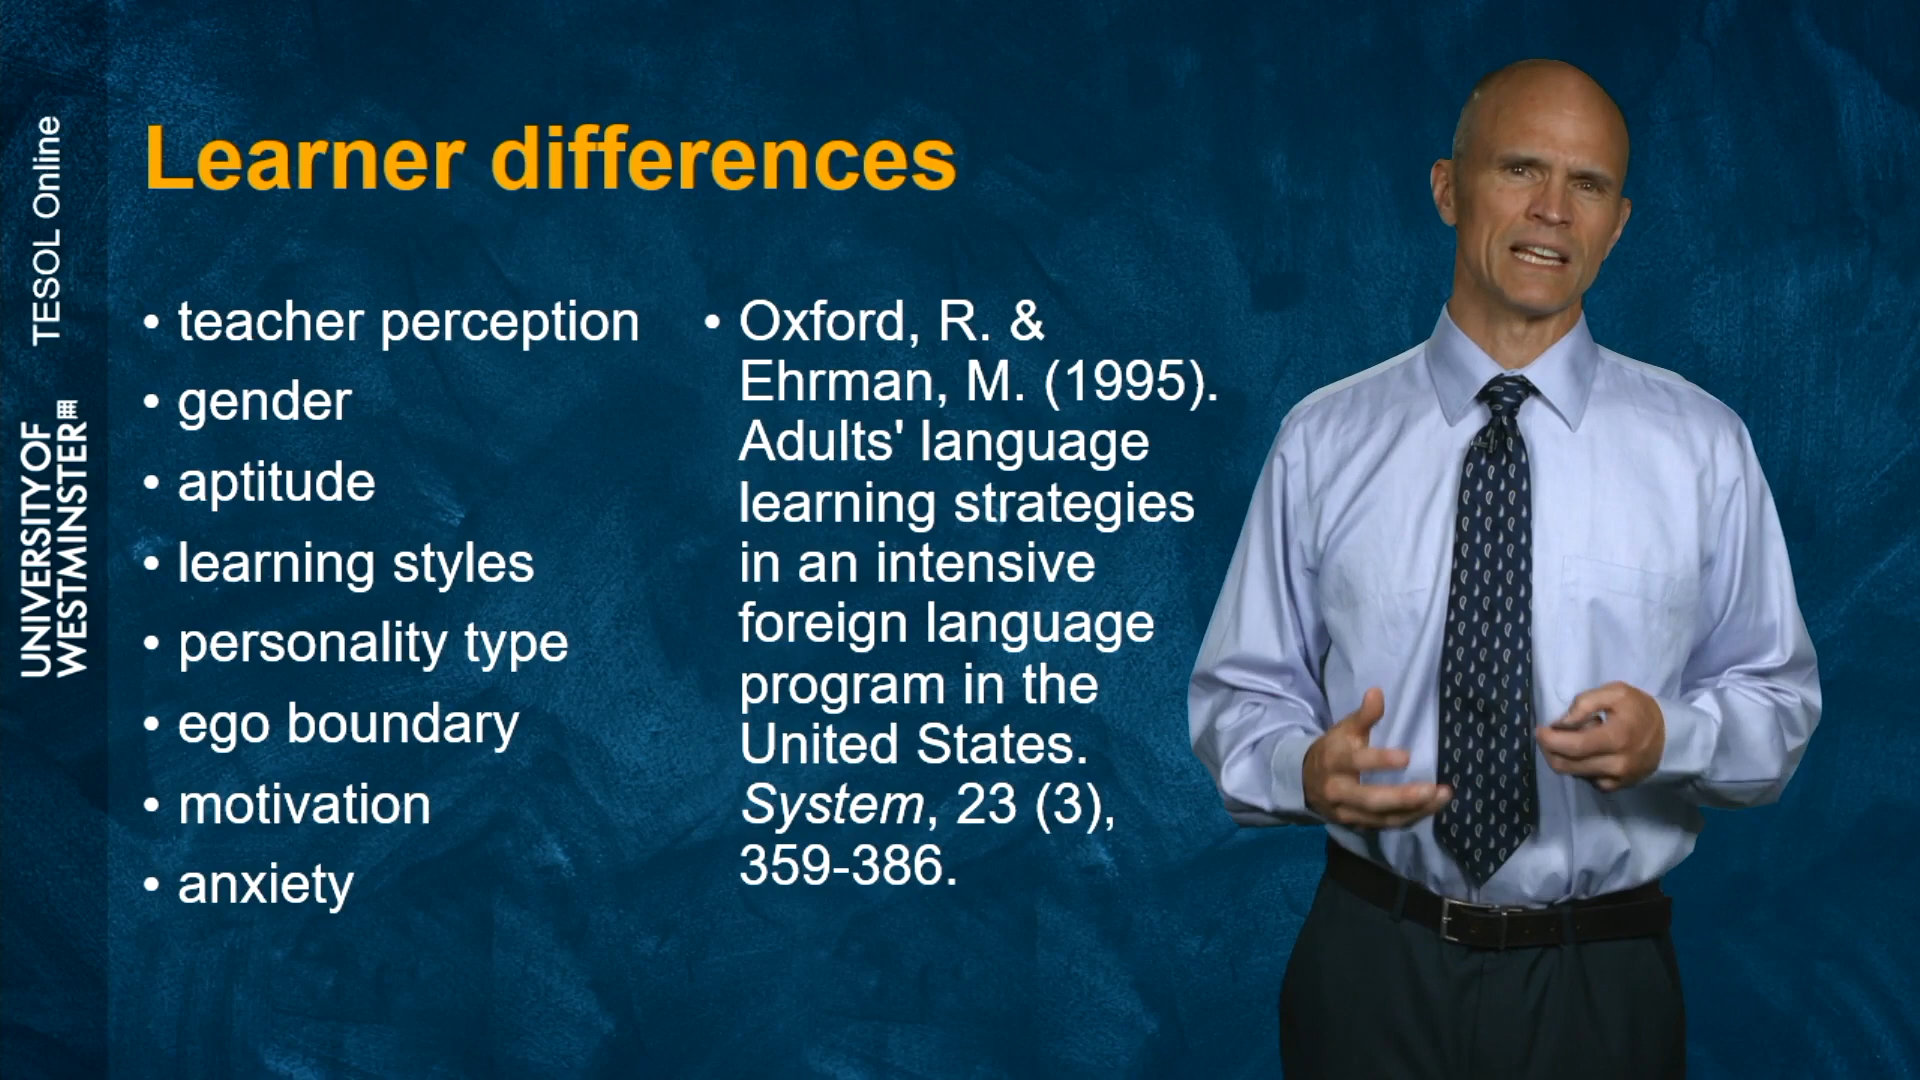 TESOL Online
UNIVERSITY OF
WESTMINSTER
Learner differences
• teacher perception
• gender
• aptitude
• learning styles
• personality type
• ego boundary
• motivation
• anxiety
• Oxford, R. &
Ehrman, M. (1995).
Adults' language
learning strategies
in an intensive
foreign language
program in the
United States.
System, 23 (3),
359-386.